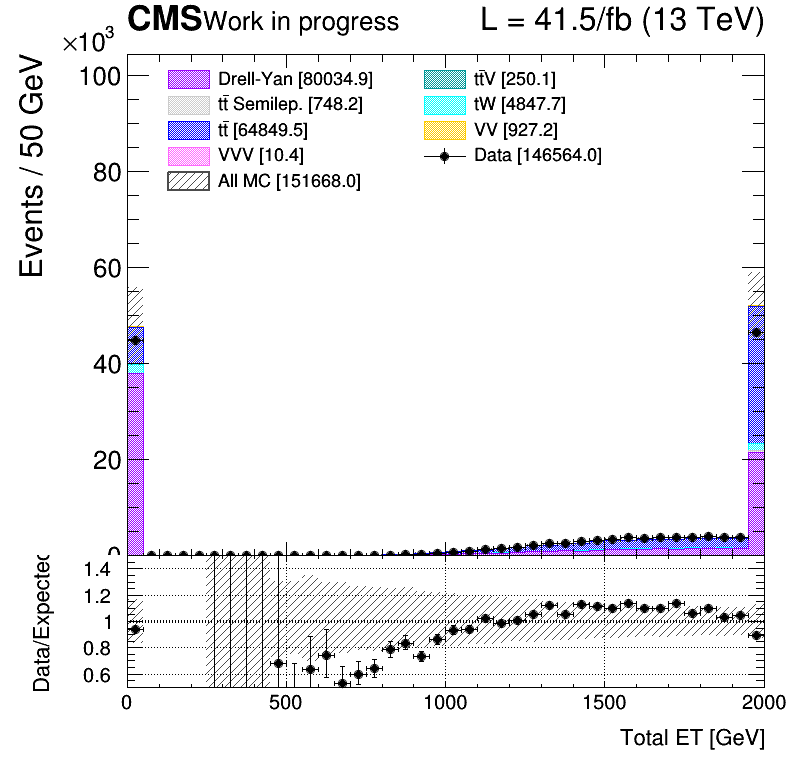 CMS Work in progress L = 41.5/fb (13 TeV)
×10³
Events / 50 GeV
100
80
60
40
20
0
Drell-Yan [80034.9]
tt̄ Semilep. [748.2]
tt̄ [64849.5]
VVV [10.4]
All MC [151668.0]
tt̄V [250.1]
tW [4847.7]
VV [927.2]
Data [146564.0]
Data/Expected
1.4
1.2
1
0.8
0.6
0 500 1000 1500 2000
Total ET [GeV]